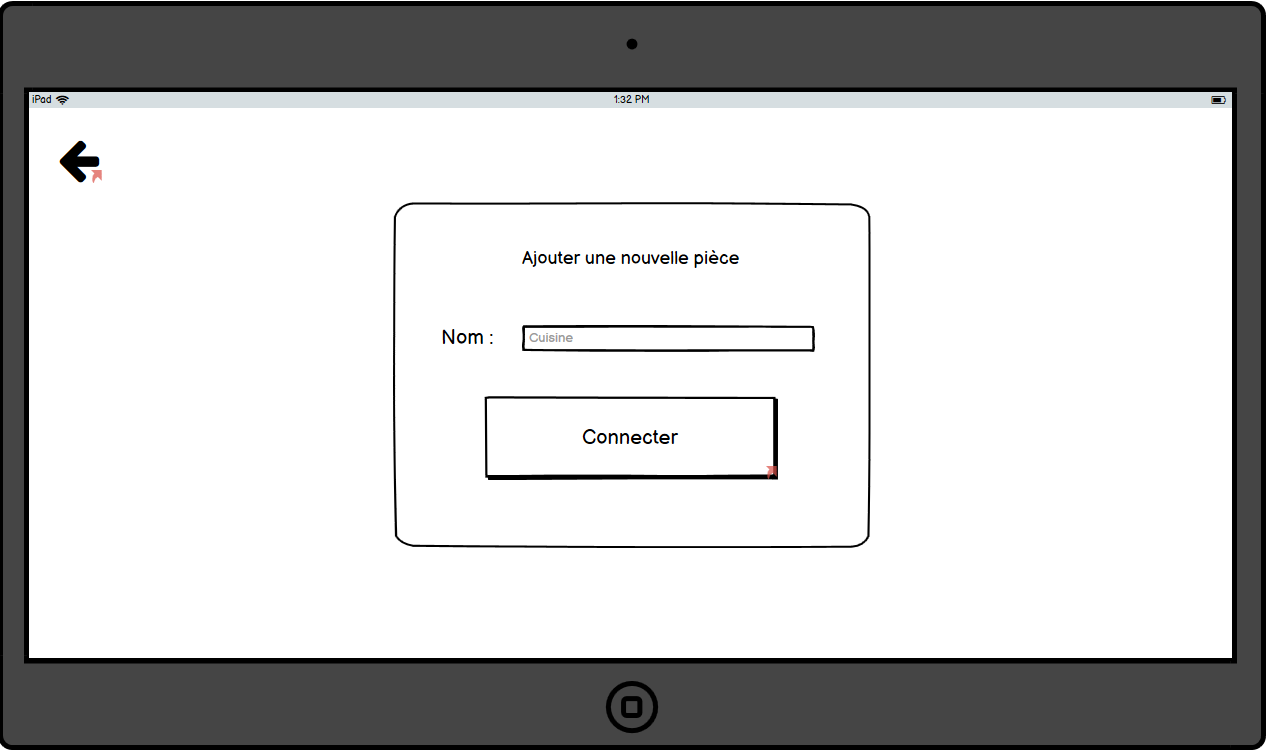 iPad
1:32 PM
Ajouter une nouvelle pièce
Nom :
Cuisine
Connecter